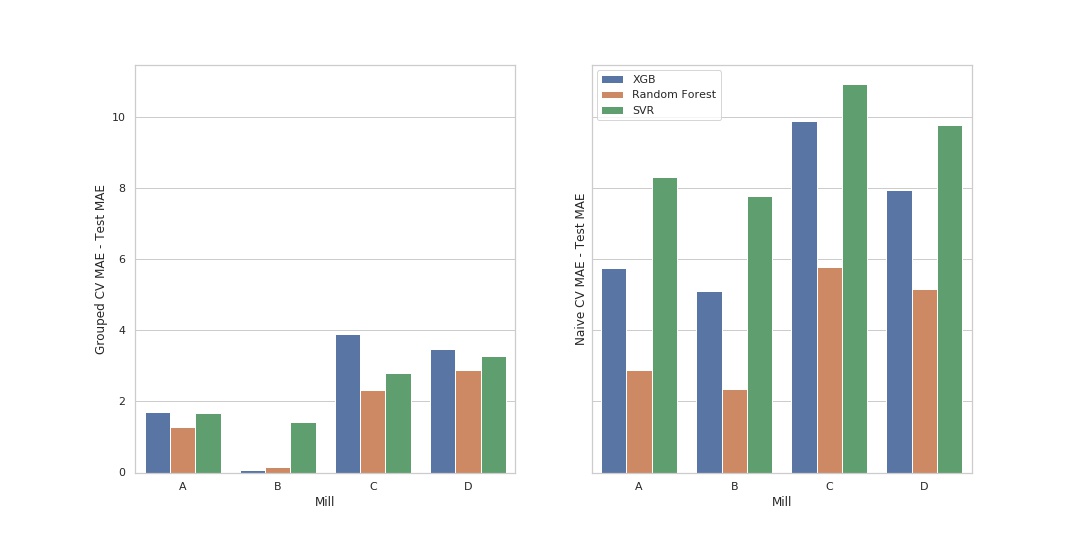 Grouped CV MAE - Test MAE
10
8
6
4
2
0
A B C D
Mill
Naive CV MAE - Test MAE
XGB
Random Forest
SVR
A B C D
Mill